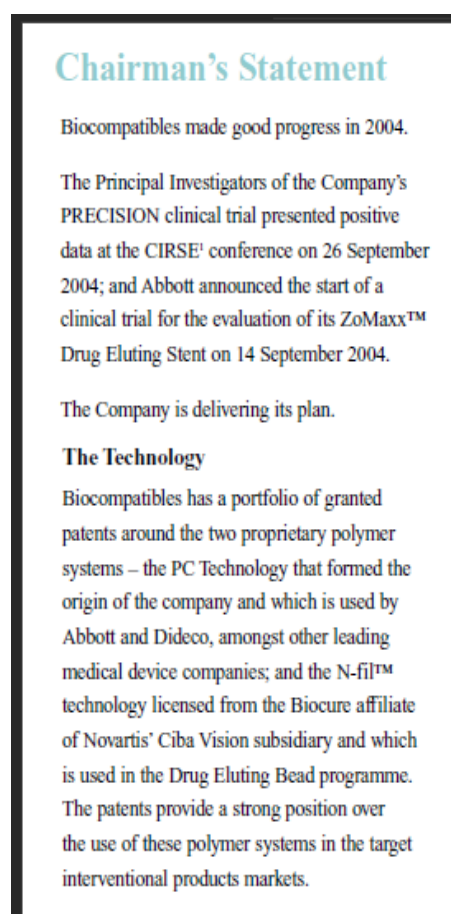 Chairman's Statement
Biocompatibles made good progress in 2004.
The Principal Investigators of the Company's
PRECISION clinical trial presented positive
data at the CIRSE¹ conference on 26 September
2004; and Abbott announced the start of a
clinical trial for the evaluation of its ZoMaxx™
Drug Eluting Stent on 14 September 2004.
The Company is delivering its plan.
The Technology
Biocompatibles has a portfolio of granted
patents around the two proprietary polymer
systems – the PC Technology that formed the
origin of the company and which is used by
Abbott and Dideco, amongst other leading
medical device companies; and the N-fil™
technology licensed from the Biocure affiliate
of Novartis' Ciba Vision subsidiary and which
is used in the Drug Eluting Bead programme.
The patents provide a strong position over
the use of these polymer systems in the target
interventional products markets.